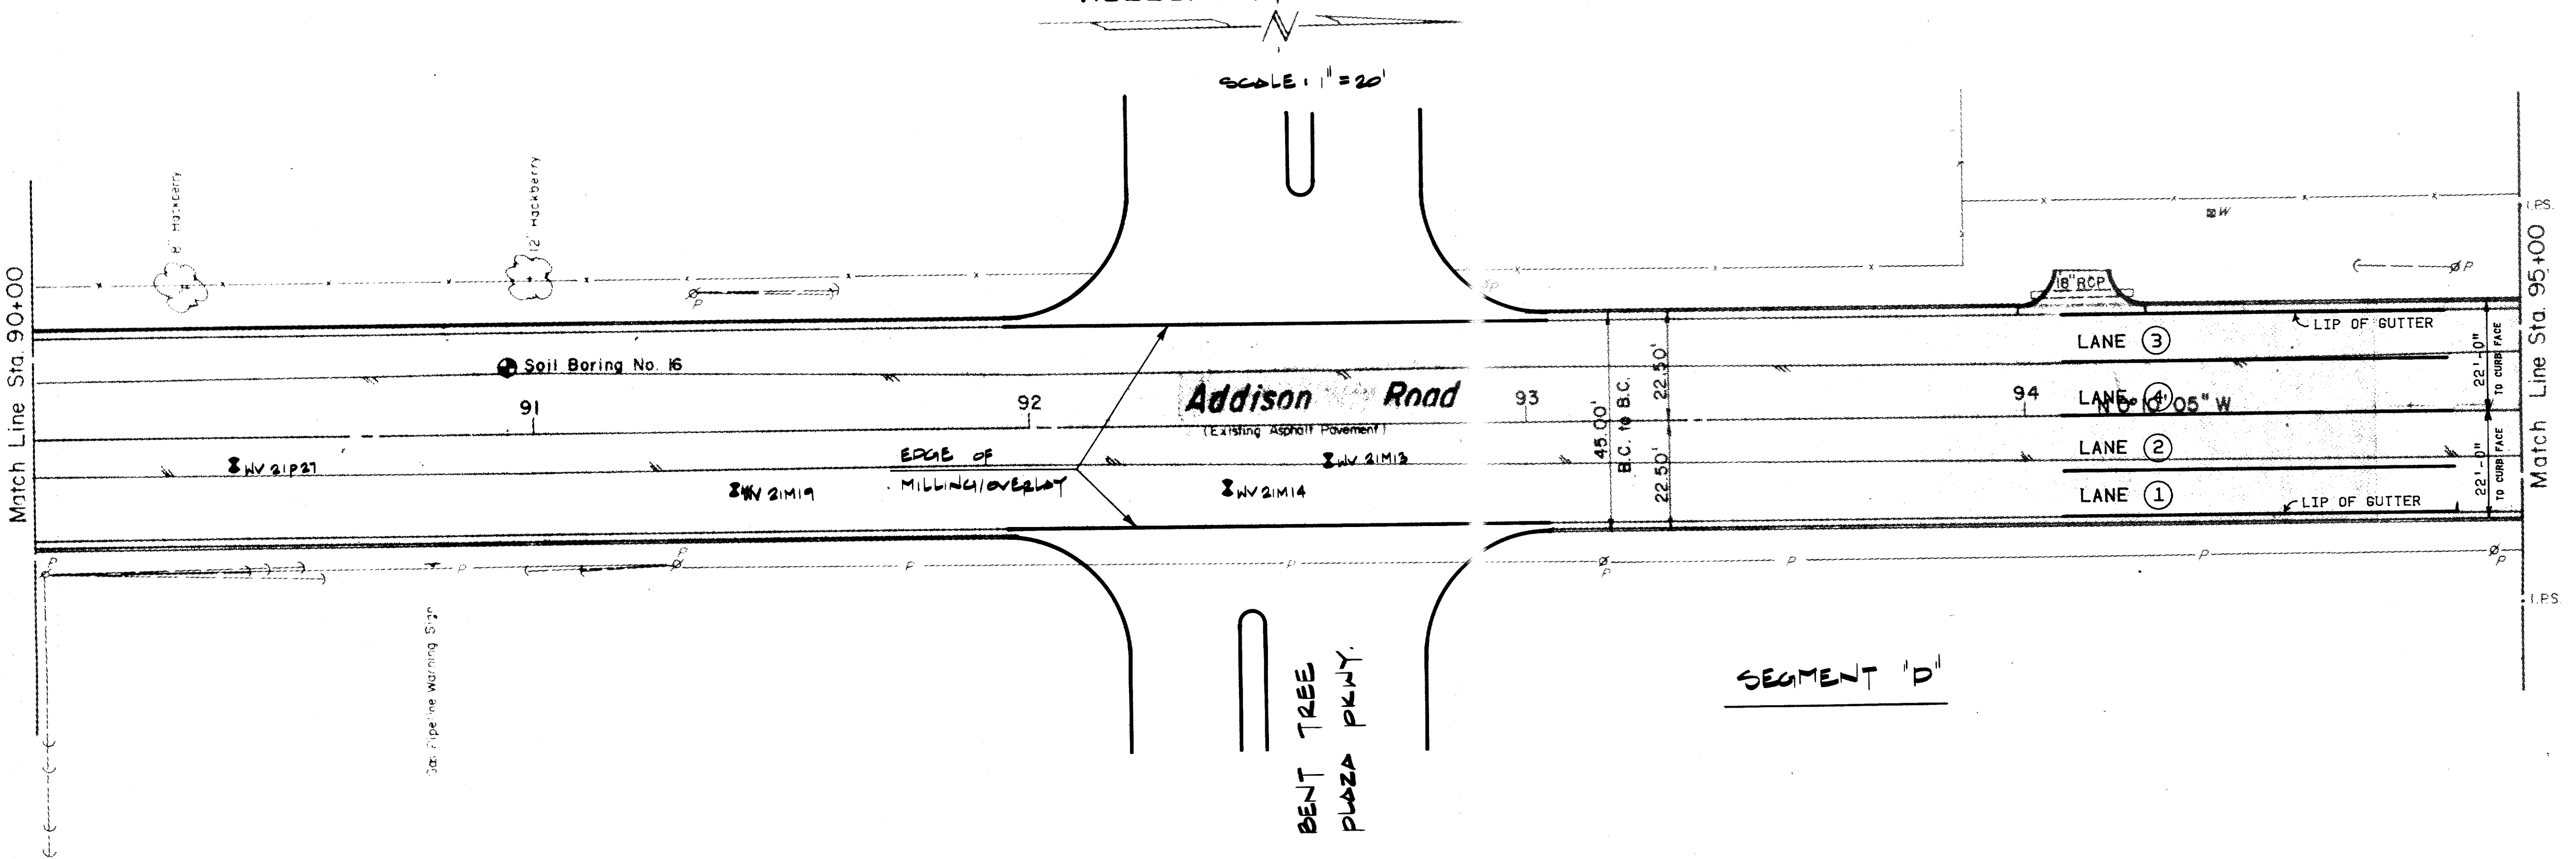 N
SCALE: 1" = 20'
8" Hackberry
12" Hackberry
Match Line Sta. 90+00
Soil Boring No. 16
91
92
Addison Road
(Existing Asphalt Pavement)
93
94
N 0° 10' 05" W
WV 21P27
WV 21M19
EDGE OF
MILLING/OVERLAY
WV 21M14
WV 21M13
45.00'
B.C. to B.C.
22.50'
22.50'
18" RCP
W
I.P.S.
LIP OF GUTTER
LANE 3
LANE 4
LANE 2
LANE 1
LIP OF GUTTER
22'-0"
TO CURB FACE
22'-0"
TO CURB FACE
Match Line Sta. 95+00
I.P.S.
P
P
P
P
P
P
P
P
P
P
P
P
Gas Pipeline Warning Sign
BENT TREE
PLAZA PKWY.
SEGMENT "D"